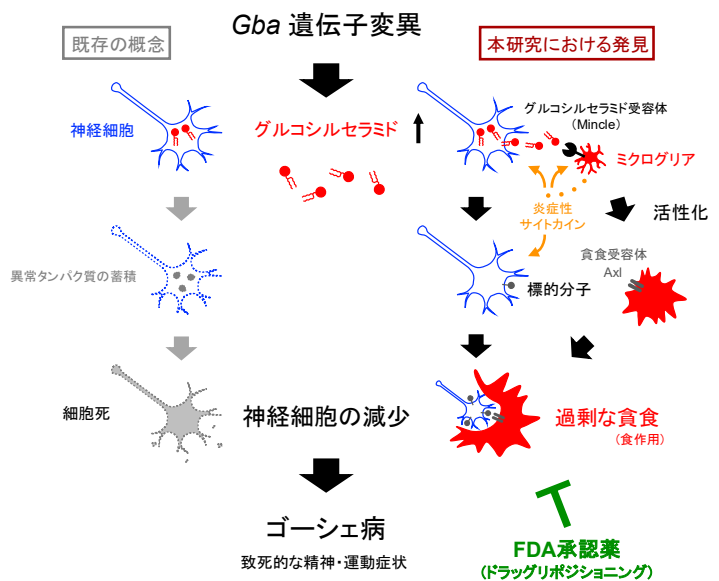 Gba 遺伝子変異
既存の概念
本研究における発見
神経細胞
グルコシルセラミド
グルコシルセラミド受容体
(Mincle)
ミクログリア
炎症性
サイトカイン
活性化
異常タンパク質の蓄積
標的分子
貪食受容体
Axl
細胞死
神経細胞の減少
過剰な貪食
(食作用)
ゴーシェ病
致死的な精神・運動症状
FDA承認薬
(ドラッグリポジショニング)